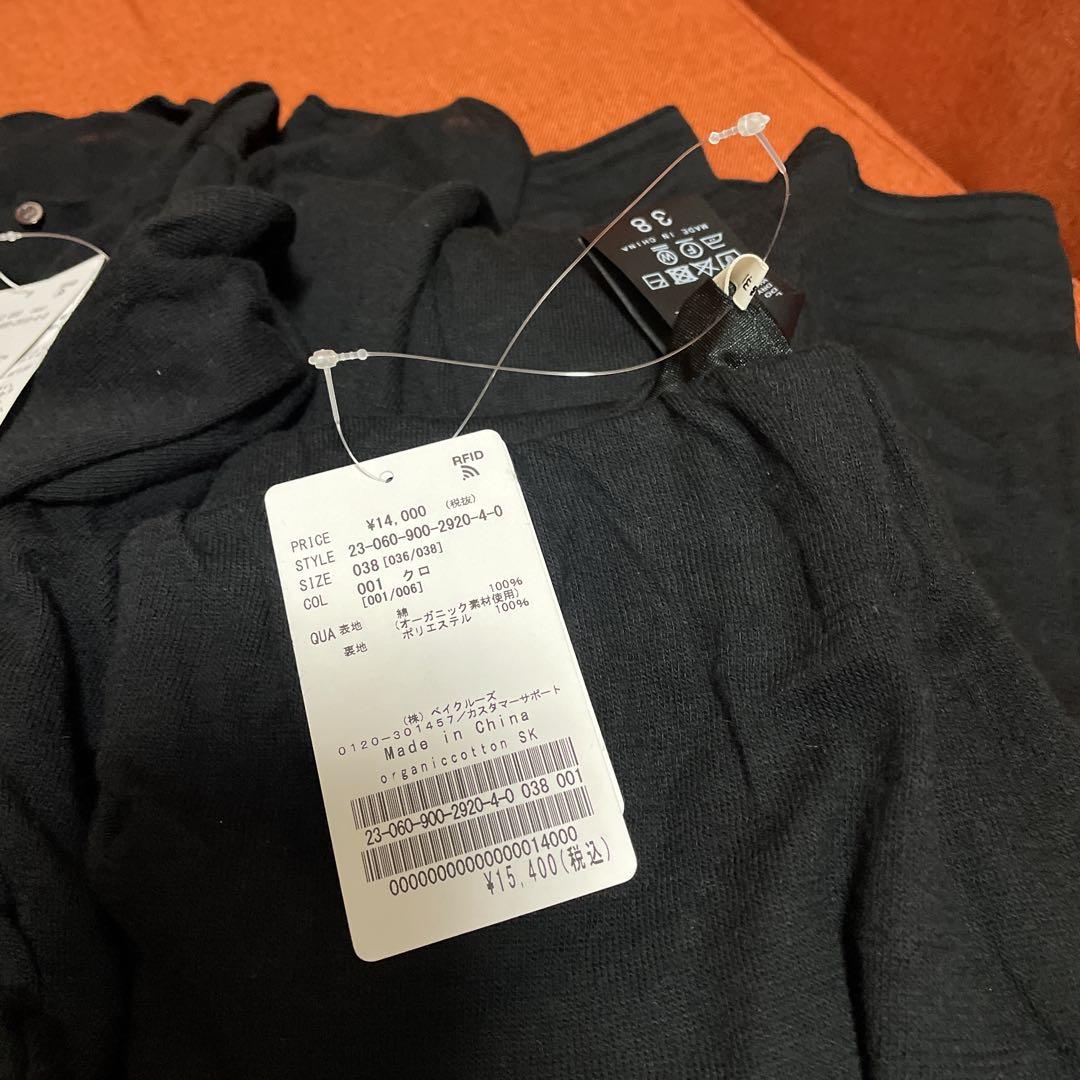 RFID
PRICE ¥14,000 (税抜)
STYLE 23-060-900-2920-4-0
SIZE 038 [036/038]
COL 001 クロ
[001/006]
QUA 表地 綿 100%
(オーガニック素材使用)
裏地 ポリエステル 100%
(株) ベイクルーズ
0120-301457/カスタマーサポート
Made in China
organiccotton SK
23-060-900-2920-4-0 038 001
0000000000000014000
¥15,400(税込)
38
MADE IN CHINA
F
W
DO
DRY